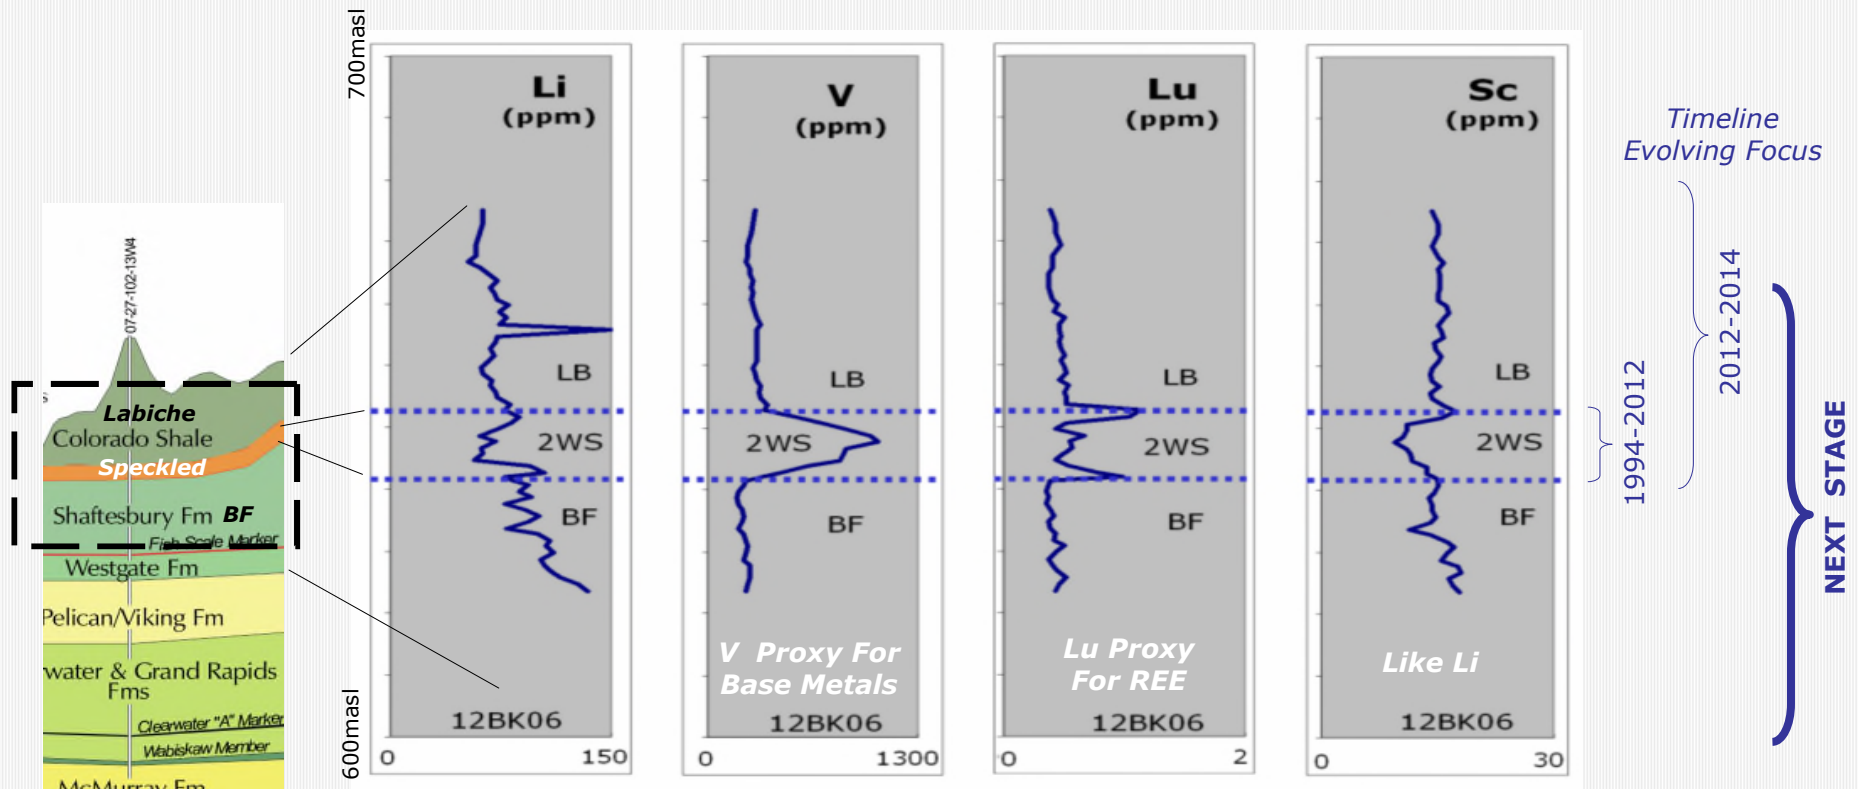 700masl
600masl
07-27-102-13W4
s
Labiche
Colorado Shale
Speckled
Shaftesbury Fm BF
Fish Scale Marker
Westgate Fm
Pelican/Viking Fm
rwater & Grand Rapids
Fms
Clearwater "A" Marker
Wabiskaw Member
McMurray Fm
Li
(ppm)
LB
2WS
BF
12BK06
0 150
V
(ppm)
LB
2WS
BF
V Proxy For
Base Metals
12BK06
0 1300
Lu
(ppm)
LB
2WS
BF
Lu Proxy
For REE
12BK06
0 2
Sc
(ppm)
LB
2WS
BF
Like Li
12BK06
0 30
Timeline
Evolving Focus
1994-2012
2012-2014
NEXT STAGE